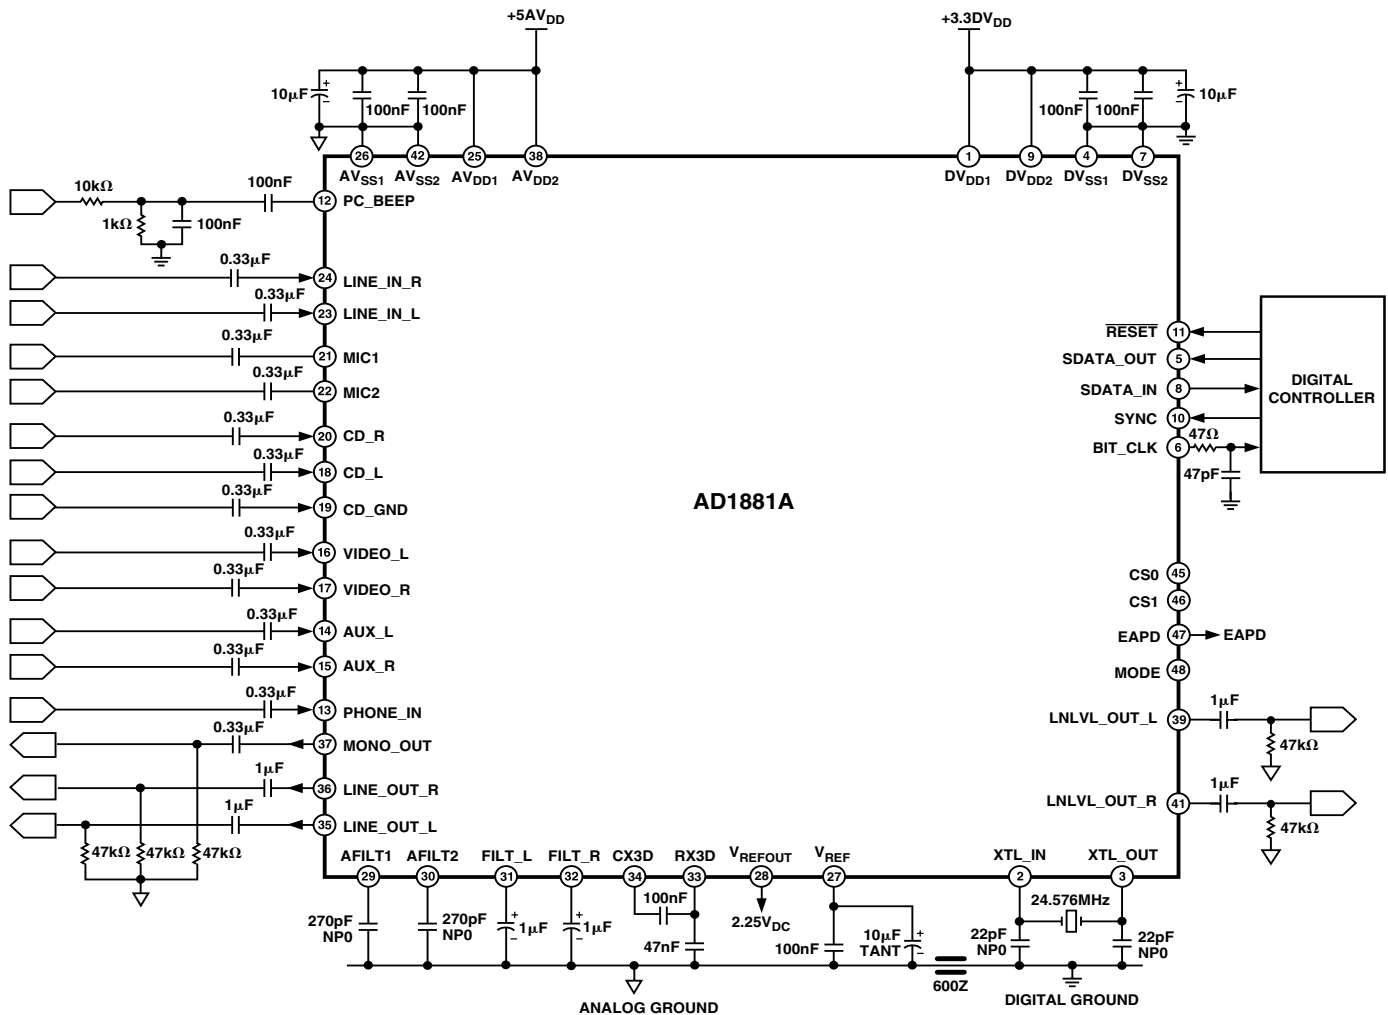 +5AVDD
+3.3DVDD
10µF
100nF
100nF
100nF
100nF
10µF
26
42
25
38
1
9
4
7
AVSS1
AVSS2
AVDD1
AVDD2
DVDD1
DVDD2
DVSS1
DVSS2
10kΩ
100nF
12
PC_BEEP
1kΩ
100nF
0.33µF
24
LINE_IN_R
0.33µF
23
LINE_IN_L
0.33µF
21
MIC1
0.33µF
22
MIC2
0.33µF
20
CD_R
0.33µF
18
CD_L
0.33µF
19
CD_GND
0.33µF
16
VIDEO_L
0.33µF
17
VIDEO_R
0.33µF
14
AUX_L
0.33µF
15
AUX_R
0.33µF
13
PHONE_IN
0.33µF
37
MONO_OUT
1µF
36
LINE_OUT_R
1µF
35
LINE_OUT_L
47kΩ
47kΩ
47kΩ
AD1881A
RESET
11
SDATA_OUT
5
SDATA_IN
8
SYNC
10
BIT_CLK
6
47Ω
47pF
DIGITAL
CONTROLLER
CS0
45
CS1
46
EAPD
47
EAPD
MODE
48
LNLVL_OUT_L
39
1µF
47kΩ
LNLVL_OUT_R
41
1µF
47kΩ
AFILT1
AFILT2
FILT_L
FILT_R
CX3D
RX3D
VREFOUT
VREF
XTL_IN
XTL_OUT
29
30
31
32
34
33
28
27
2
3
270pF
NP0
270pF
NP0
1µF
1µF
100nF
47nF
2.25VDC
100nF
10µF
TANT
24.576MHz
22pF
NP0
22pF
NP0
600Z
ANALOG GROUND
DIGITAL GROUND